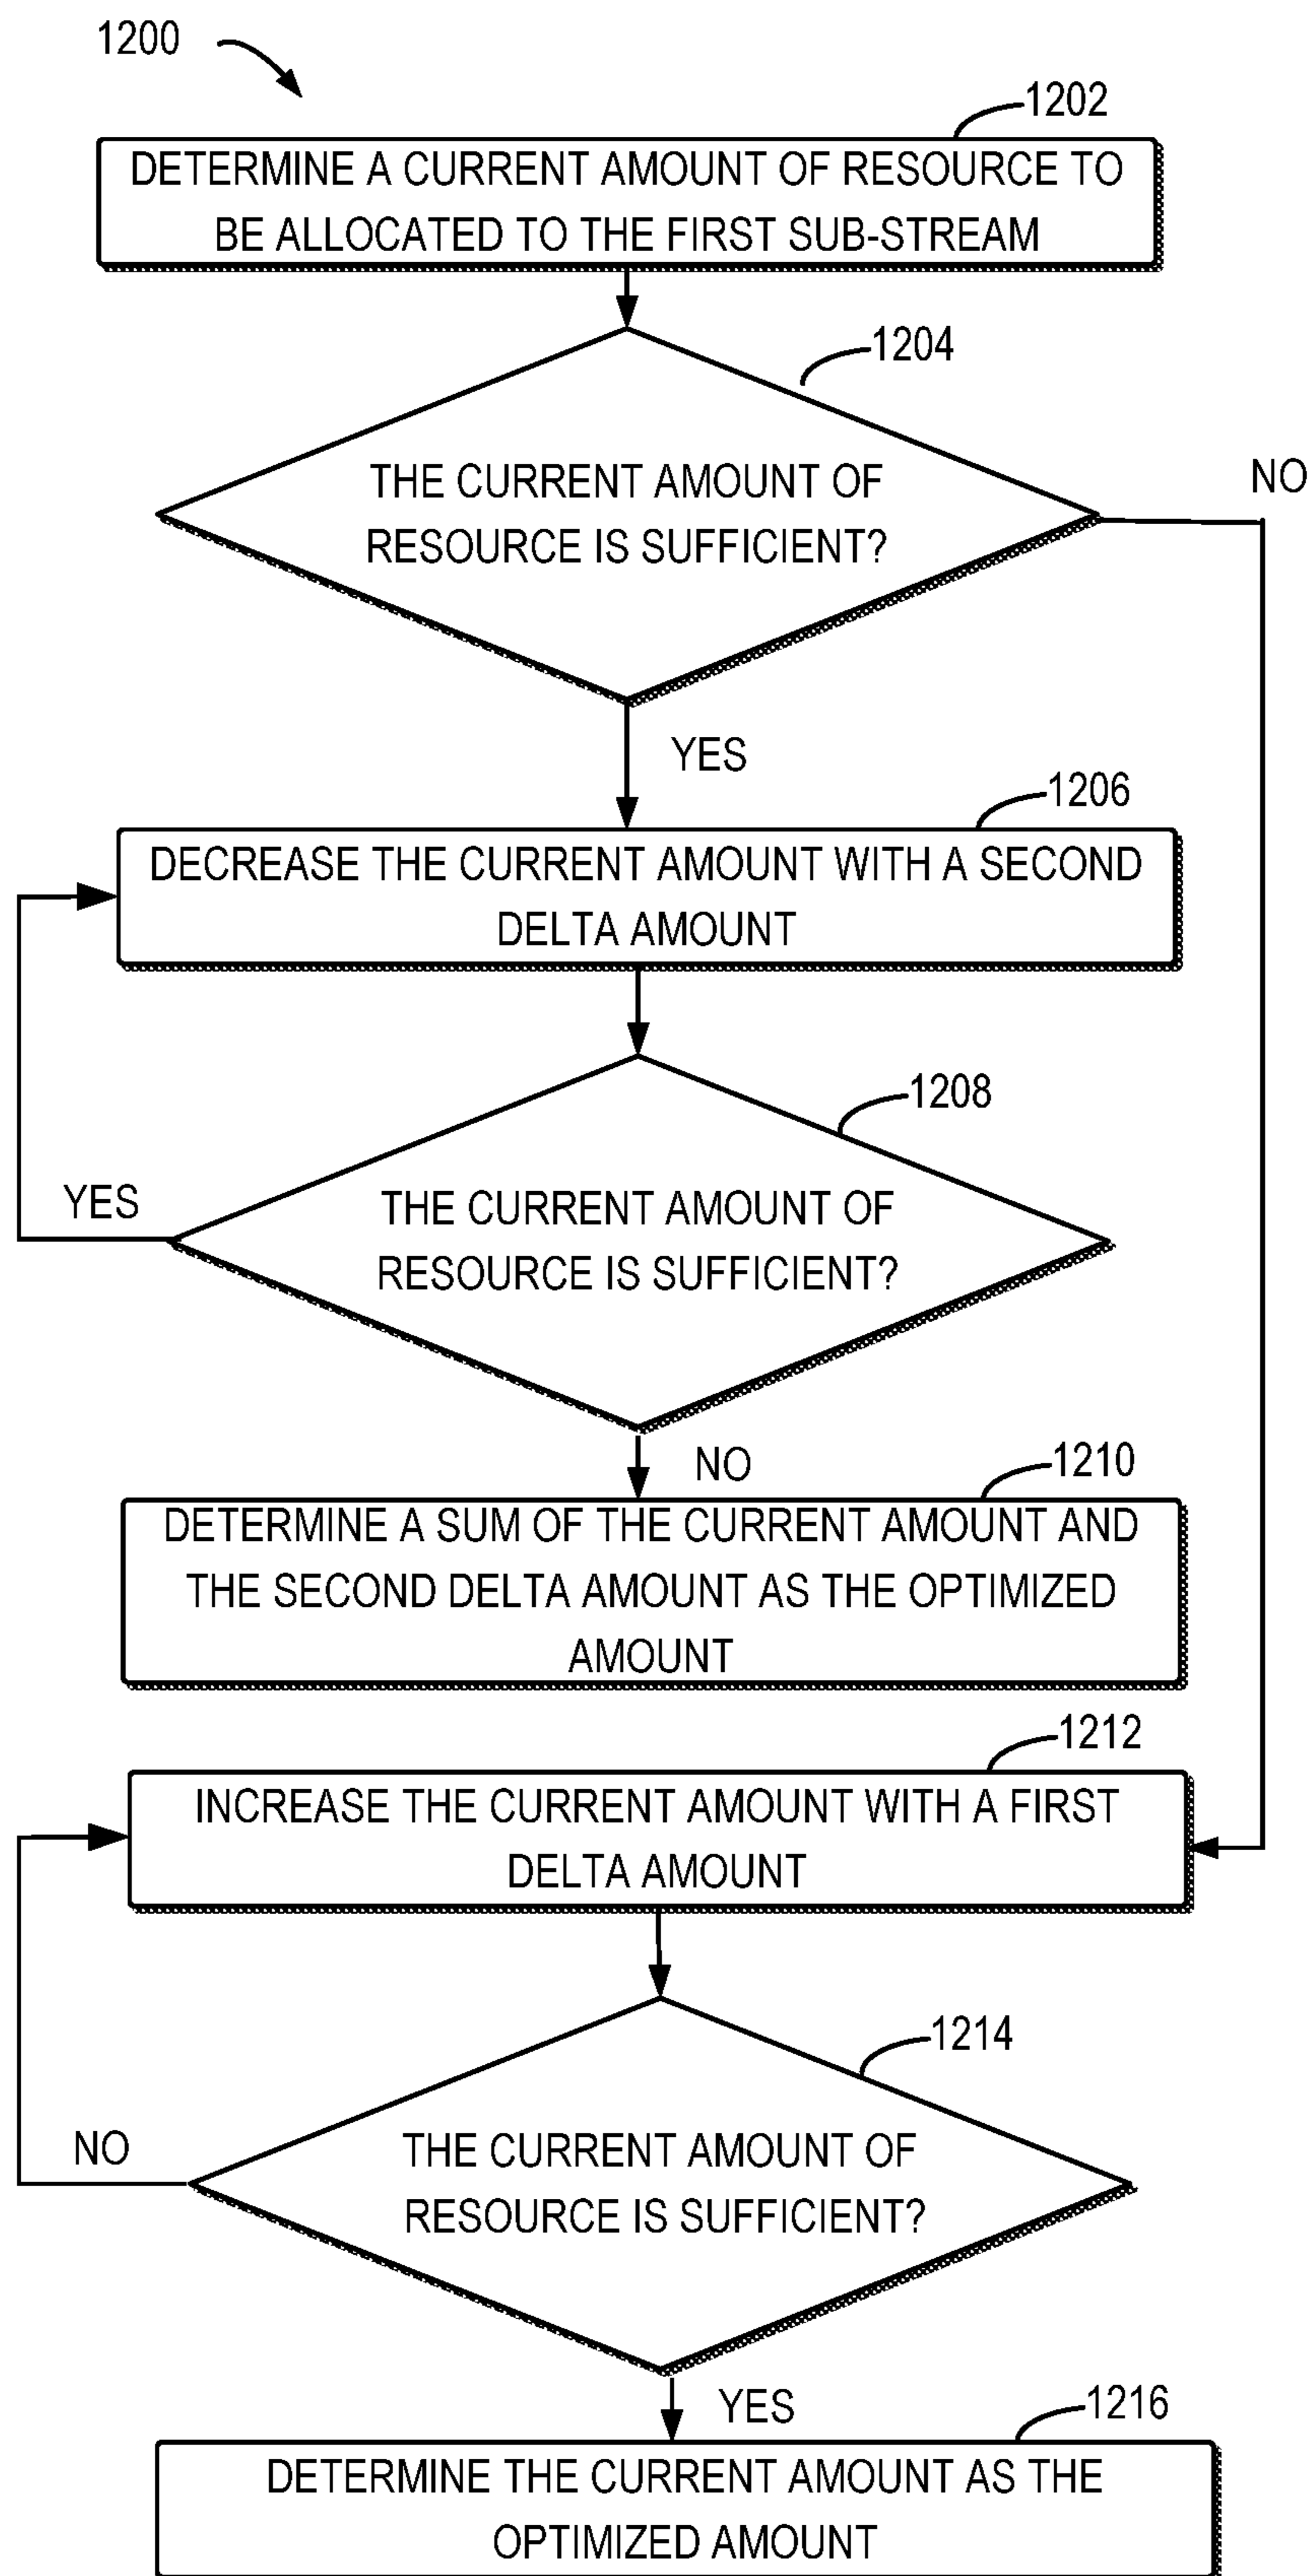 1200
1202
DETERMINE A CURRENT AMOUNT OF RESOURCE TO
BE ALLOCATED TO THE FIRST SUB-STREAM
1204
THE CURRENT AMOUNT OF
RESOURCE IS SUFFICIENT?
NO
YES
1206
DECREASE THE CURRENT AMOUNT WITH A SECOND
DELTA AMOUNT
1208
THE CURRENT AMOUNT OF
RESOURCE IS SUFFICIENT?
YES
NO
1210
DETERMINE A SUM OF THE CURRENT AMOUNT AND
THE SECOND DELTA AMOUNT AS THE OPTIMIZED
AMOUNT
1212
INCREASE THE CURRENT AMOUNT WITH A FIRST
DELTA AMOUNT
1214
THE CURRENT AMOUNT OF
RESOURCE IS SUFFICIENT?
NO
YES
1216
DETERMINE THE CURRENT AMOUNT AS THE
OPTIMIZED AMOUNT